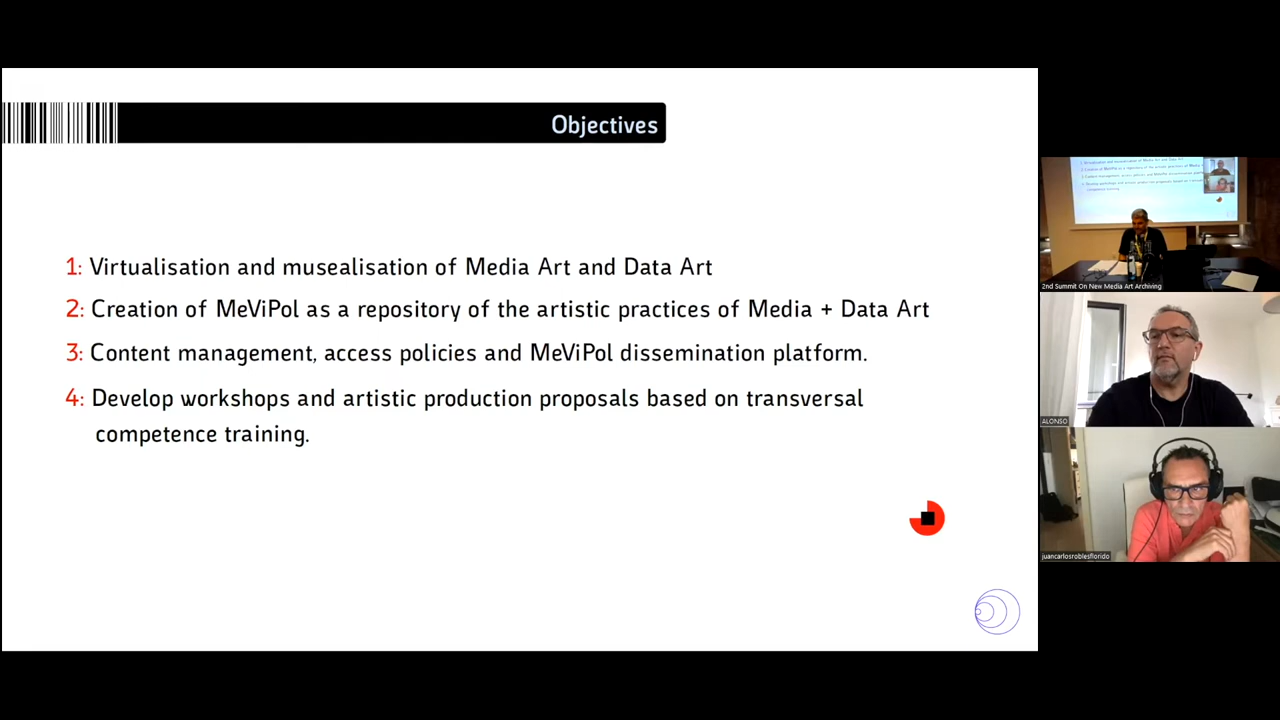 Objectives
1: Virtualisation and musealisation of Media Art and Data Art
2: Creation of MeViPol as a repository of the artistic practices of Media + Data Art
3: Content management, access policies and MeViPol dissemination platform.
4: Develop workshops and artistic production proposals based on transversal
competence training.
2nd Summit On New Media Art Archiving
ALONSO
juancarlosroblesflorido